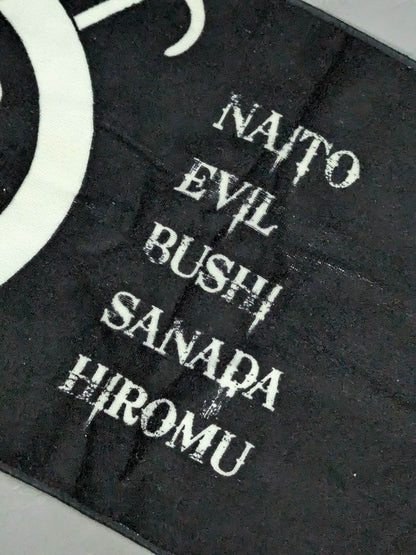 NAITO
EVIL
BUSHI
SANADA
HIROMU